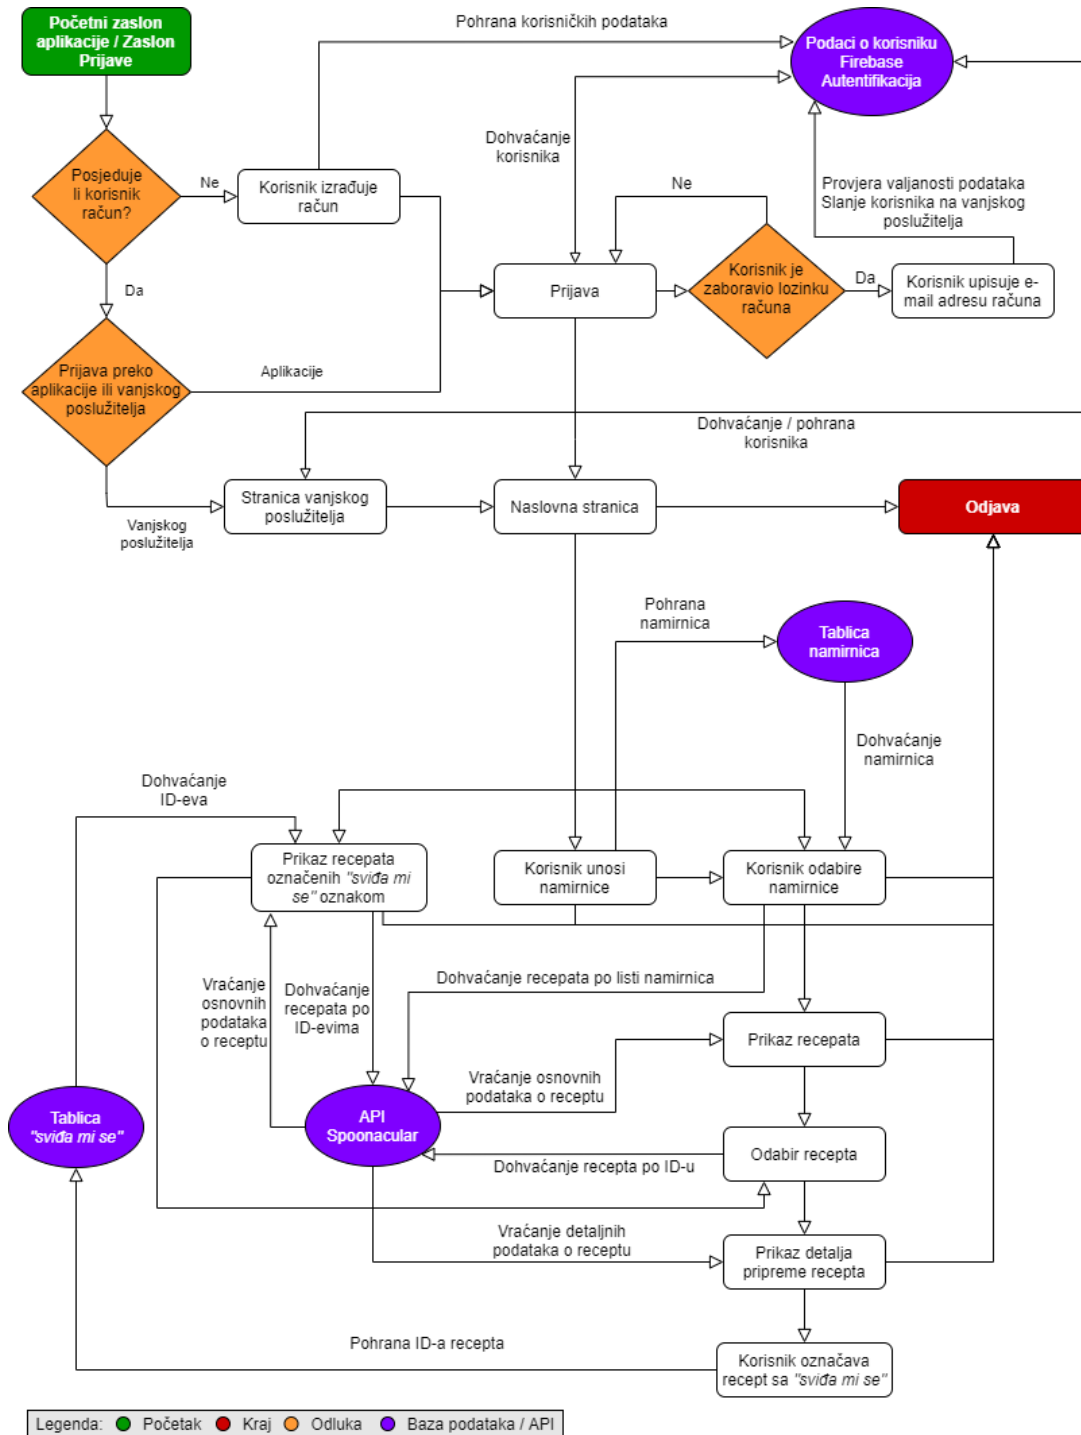 Početni zaslon
aplikacije / Zaslon
Prijave
Pohrana korisničkih podataka
Podaci o korisniku
Firebase
Autentifikacija
Dohvaćanje
korisnika
Posjeduje
li korisnik
račun?
Ne
Korisnik izrađuje
račun
Ne
Provjera valjanosti podataka
Slanje korisnika na vanjskog
poslužitelja
Da
Prijava
Korisnik je
zaboravio lozinku
računa
Da
Korisnik upisuje e-
mail adresu računa
Prijava preko
aplikacije ili vanjskog
poslužitelja
Aplikacije
Dohvaćanje / pohrana
korisnika
Vanjskog
poslužitelja
Stranica vanjskog
poslužitelja
Naslovna stranica
Odjava
Pohrana
namirnica
Tablica
namirnica
Dohvaćanje
namirnica
Dohvaćanje
ID-eva
Prikaz recepata
označenih "sviđa mi
se" oznakom
Korisnik unosi
namirnice
Korisnik odabire
namirnice
Vraćanje
osnovnih
podataka
o receptu
Dohvaćanje
recepata po
ID-evima
Dohvaćanje recepata po listi namirnica
Prikaz recepata
Vraćanje osnovnih
podataka o receptu
Tablica
"sviđa mi se"
API
Spoonacular
Odabir recepta
Dohvaćanje recepta po ID-u
Vraćanje detaljnih
podataka o receptu
Prikaz detalja
pripreme recepta
Pohrana ID-a recepta
Korisnik označava
recept sa "sviđa mi se"
Legenda: Početak Kraj Odluka Baza podataka / API